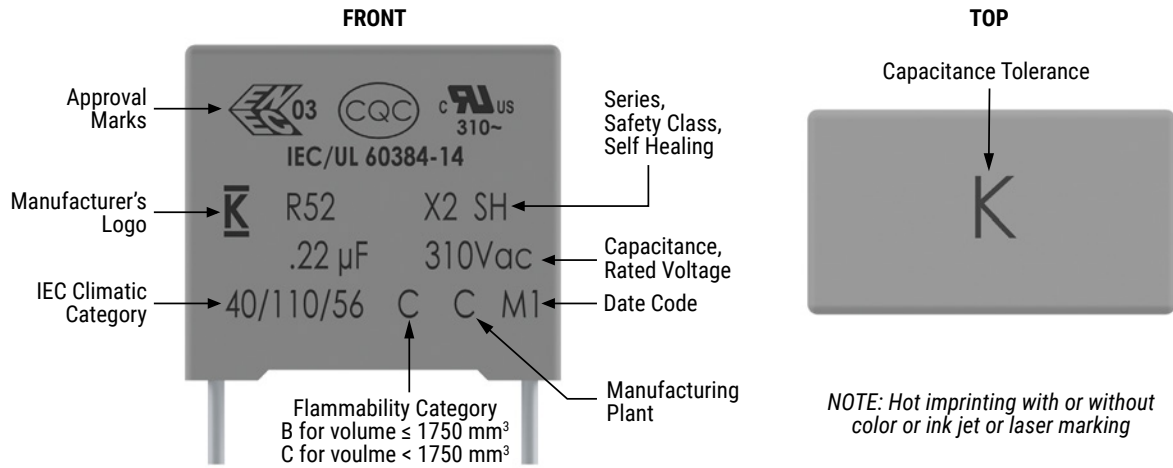 FRONT
Approval
Marks
EN
EC
03
CQC
C RU US
310~
IEC/UL 60384-14
Series,
Safety Class,
Self Healing
Manufacturer’s
Logo
K R52 X2 SH
.22 µF 310Vac
Capacitance,
Rated Voltage
IEC Climatic
Category
40/110/56 C C M1
Date Code
Flammability Category
B for volume ≤ 1750 mm³
C for voulme < 1750 mm³
Manufacturing
Plant
TOP
Capacitance Tolerance
K
NOTE: Hot imprinting with or without
color or ink jet or laser marking